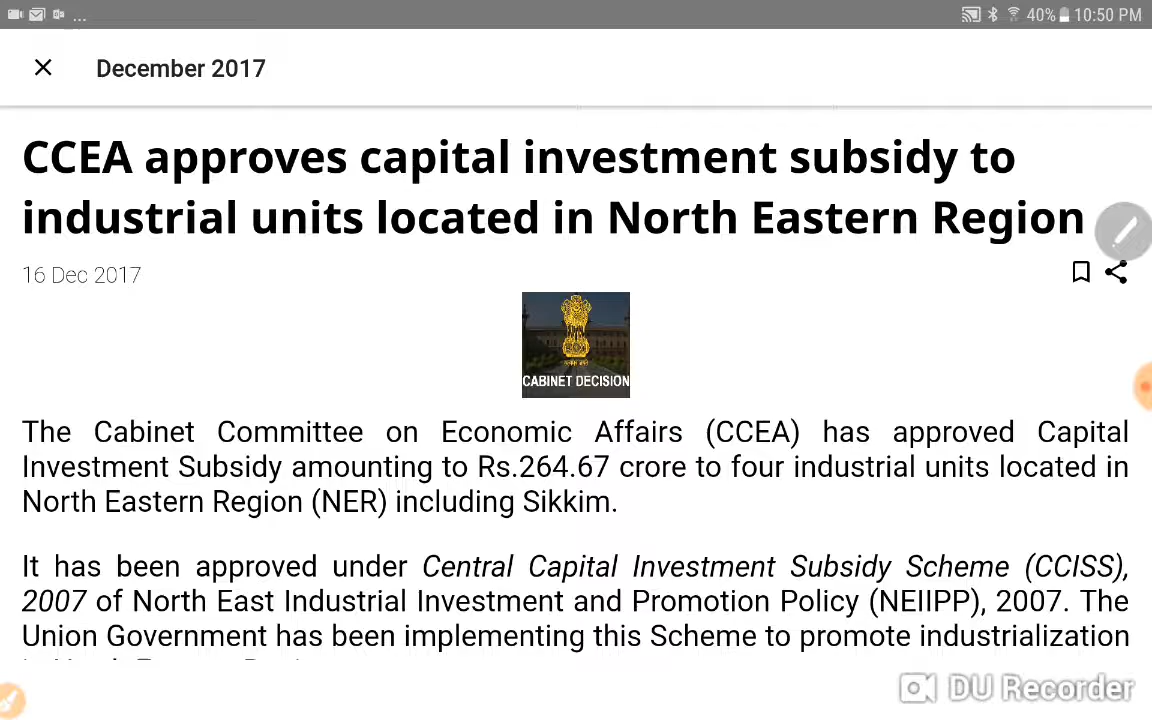 ... 40% 10:50 PM
December 2017
CCEA approves capital investment subsidy to
industrial units located in North Eastern Region
16 Dec 2017
CABINET DECISION
The Cabinet Committee on Economic Affairs (CCEA) has approved Capital
Investment Subsidy amounting to Rs.264.67 crore to four industrial units located in
North Eastern Region (NER) including Sikkim.
It has been approved under Central Capital Investment Subsidy Scheme (CCISS),
2007 of North East Industrial Investment and Promotion Policy (NEIIPP), 2007. The
Union Government has been implementing this Scheme to promote industrialization
DU Recorder